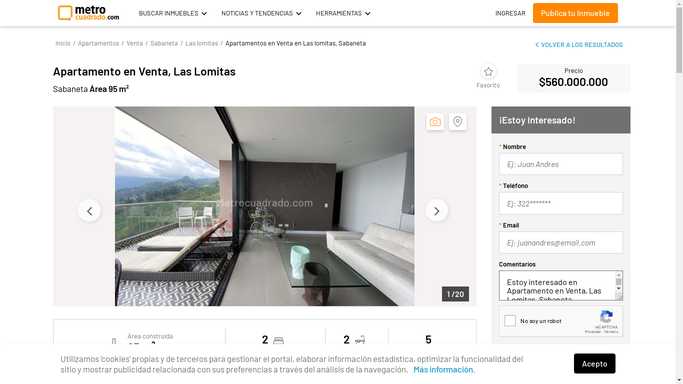 metro
cuadrado.com
BUSCAR INMUEBLES
NOTICIAS Y TENDENCIAS
HERRAMIENTAS
INGRESAR
Publica tu Inmueble
Inicio / Apartamentos / Venta / Sabaneta / Las lomitas / Apartamentos en Venta en Las lomitas, Sabaneta
< VOLVER A LOS RESULTADOS
Apartamento en Venta, Las Lomitas
Sabaneta Área 95 m²
Favorito
Precio
$560.000.000
metrocuadrado.com
1 / 20
¡Estoy Interesado!
* Nombre
Ej: Juan Andres
* Teléfono
Ej: 322*******
* Email
Ej: juanandres@email.com
Comentarios
Estoy interesado en
Apartamento en Venta, Las
Lomitas, Sabaneta
No soy un robot
reCAPTCHA
Privacidad - Términos
Área construida
2
2
5
Utilizamos 'cookies' propias y de terceros para gestionar el portal, elaborar información estadística, optimizar la funcionalidad del
sitio y mostrar publicidad relacionada con sus preferencias a través del análisis de la navegación. Más información.
Acepto